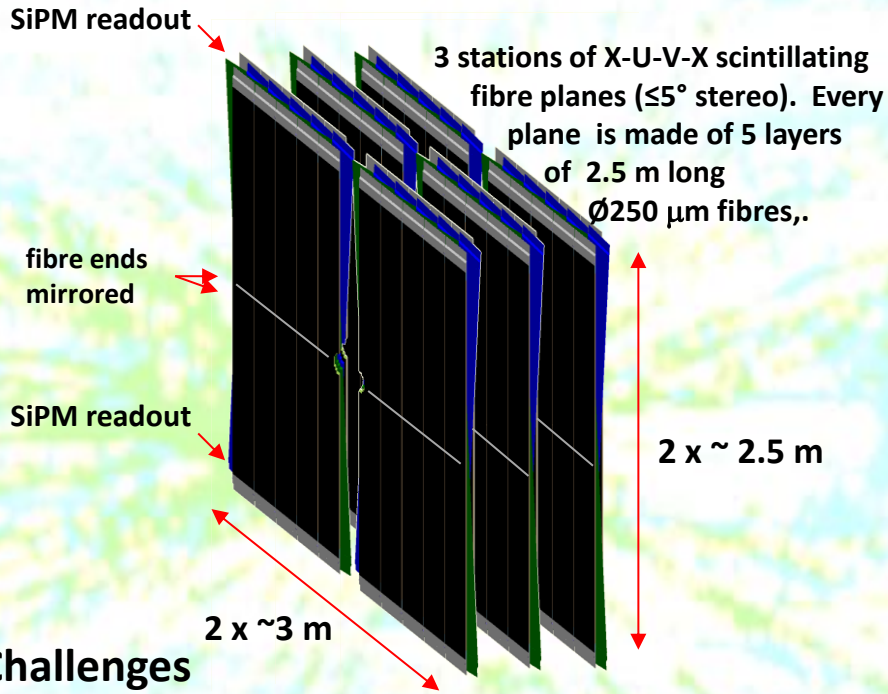 SiPM readout
3 stations of X-U-V-X scintillating
fibre planes (≤5° stereo).  Every
plane  is made of 5 layers
of  2.5 m long
Ø250 μm fibres,.
fibre ends
mirrored
SiPM readout
2 x ~ 2.5 m
2 x ~3 m
Challenges